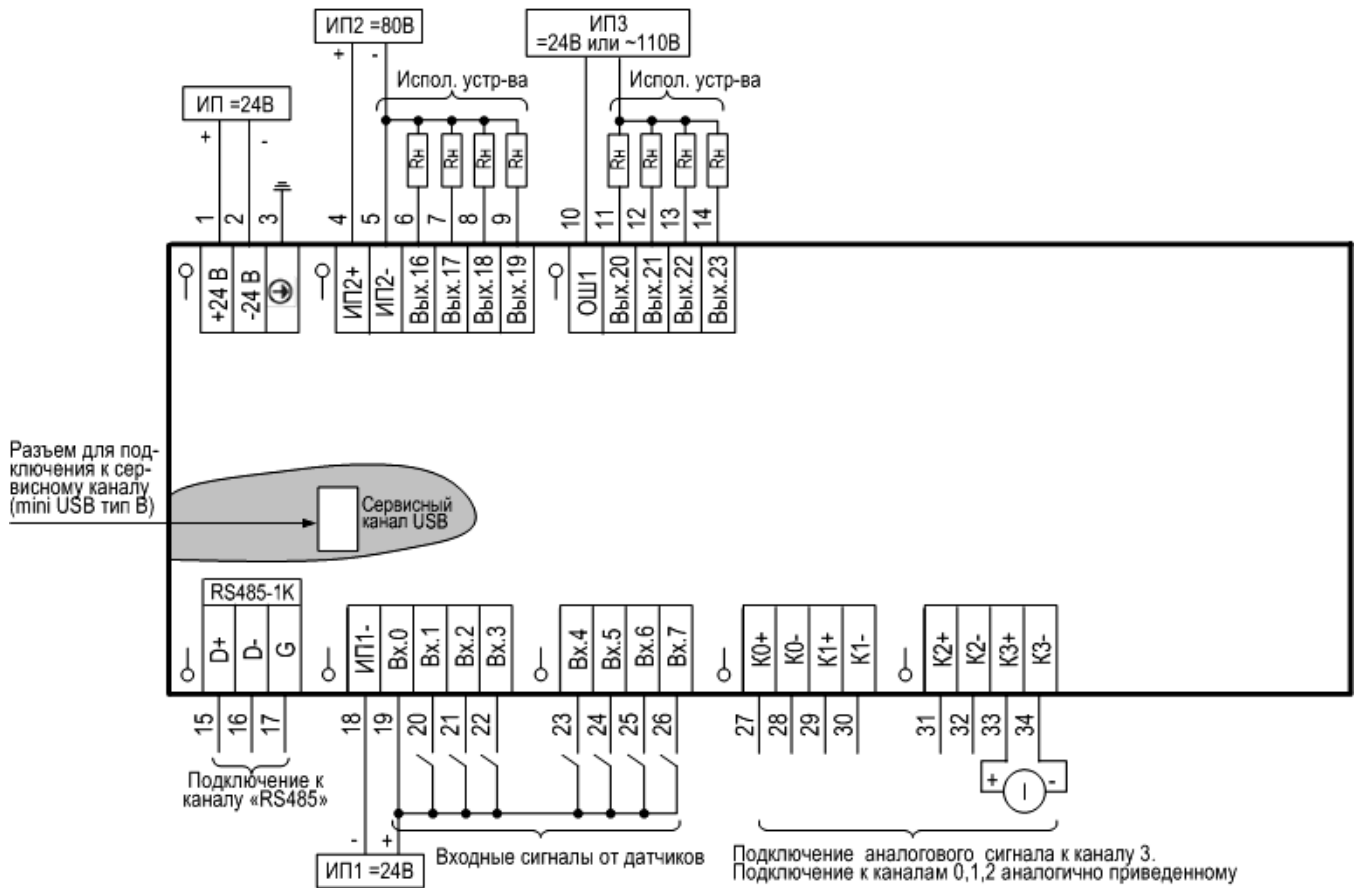 ИП2 =80В
+
-
ИП3
=24В или ~110В
Испол. устр-ва
Испол. устр-ва
ИП =24В
+
-
Rн
Rн
Rн
Rн
Rн
Rн
Rн
Rн
1
2
3
4
5
6
7
8
9
10
11
12
13
14
+24 В
-24 В
ИП2+
ИП2-
Вых.16
Вых.17
Вых.18
Вых.19
ОШ1
Вых.20
Вых.21
Вых.22
Вых.23
Разъем для под-
ключения к сер-
висному каналу
(mini USB тип В)
Сервисный
канал USB
RS485-1K
D+
D-
G
ИП1-
Вх.0
Вх.1
Вх.2
Вх.3
Вх.4
Вх.5
Вх.6
Вх.7
К0+
К0-
К1+
К1-
К2+
К2-
К3+
К3-
15
16
17
18
19
20
21
22
23
24
25
26
27
28
29
30
31
32
33
34
Подключение к
каналу «RS485»
+
I
-
-
+
ИП1 =24В
Входные сигналы от датчиков
Подключение аналогового сигнала к каналу 3.
Подключение к каналам 0,1,2 аналогично приведенному